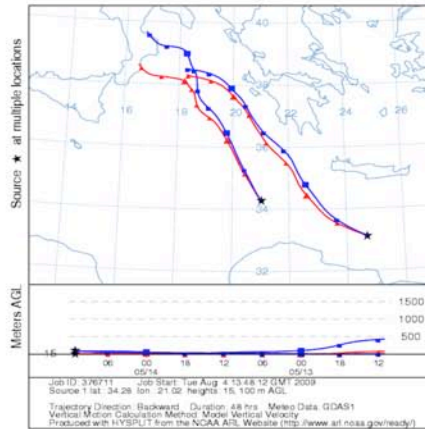 Source ★ at multiple locations
40
38
36
34
32
14
16
18
20
22
24
26
Meters AGL
1500
1000
500
15
06 00 18 12 06 00 18 12
05/14 05/13
Job ID: 376711 Job Start: Tue Aug 4 13:48:12 GMT 2009
Source 1 lat.: 34.26 lon.: 21.02 heights: 15, 100 m AGL
Trajectory Direction: Backward Duration: 48 hrs Meteo Data: GDAS1
Vertical Motion Calculation Method: Model Vertical Velocity
Produced with HYSPLIT from the NOAA ARL Website (http://www.arl.noaa.gov/ready/)